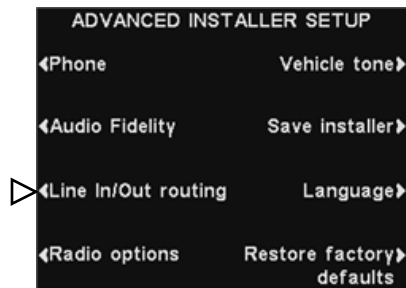 ADVANCED INSTALLER SETUP
Phone
Vehicle tone
Audio Fidelity
Save installer
Line In/Out routing
Language
Radio options
Restore factory
defaults